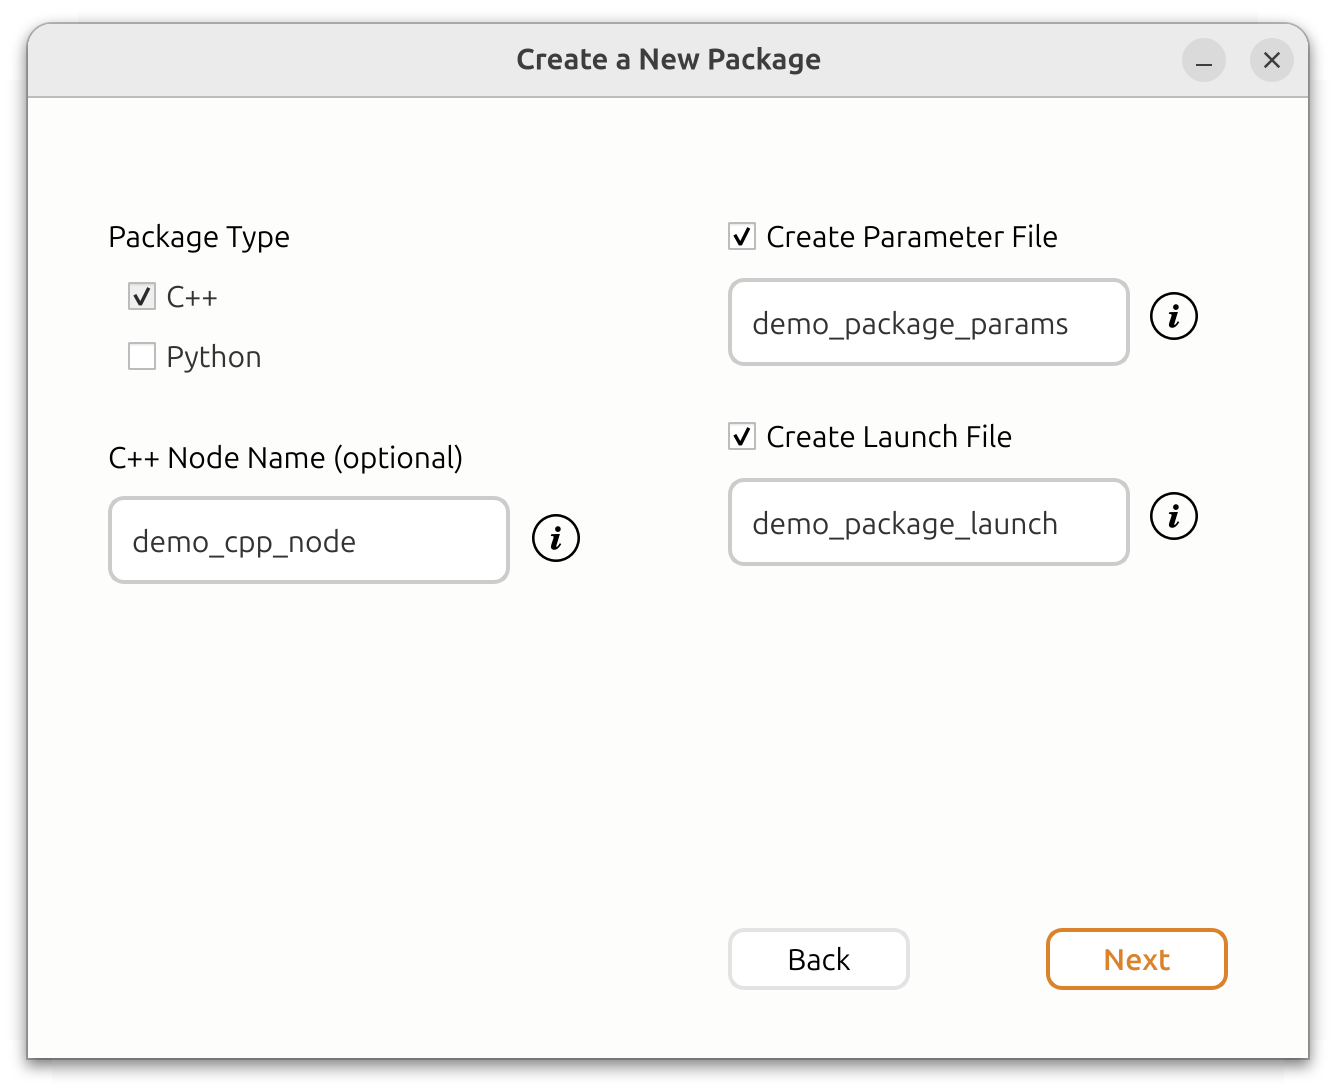 Create a New Package
Package Type
C++
Python
C++ Node Name (optional)
demo_cpp_node
Create Parameter File
demo_package_params
Create Launch File
demo_package_launch
Back
Next